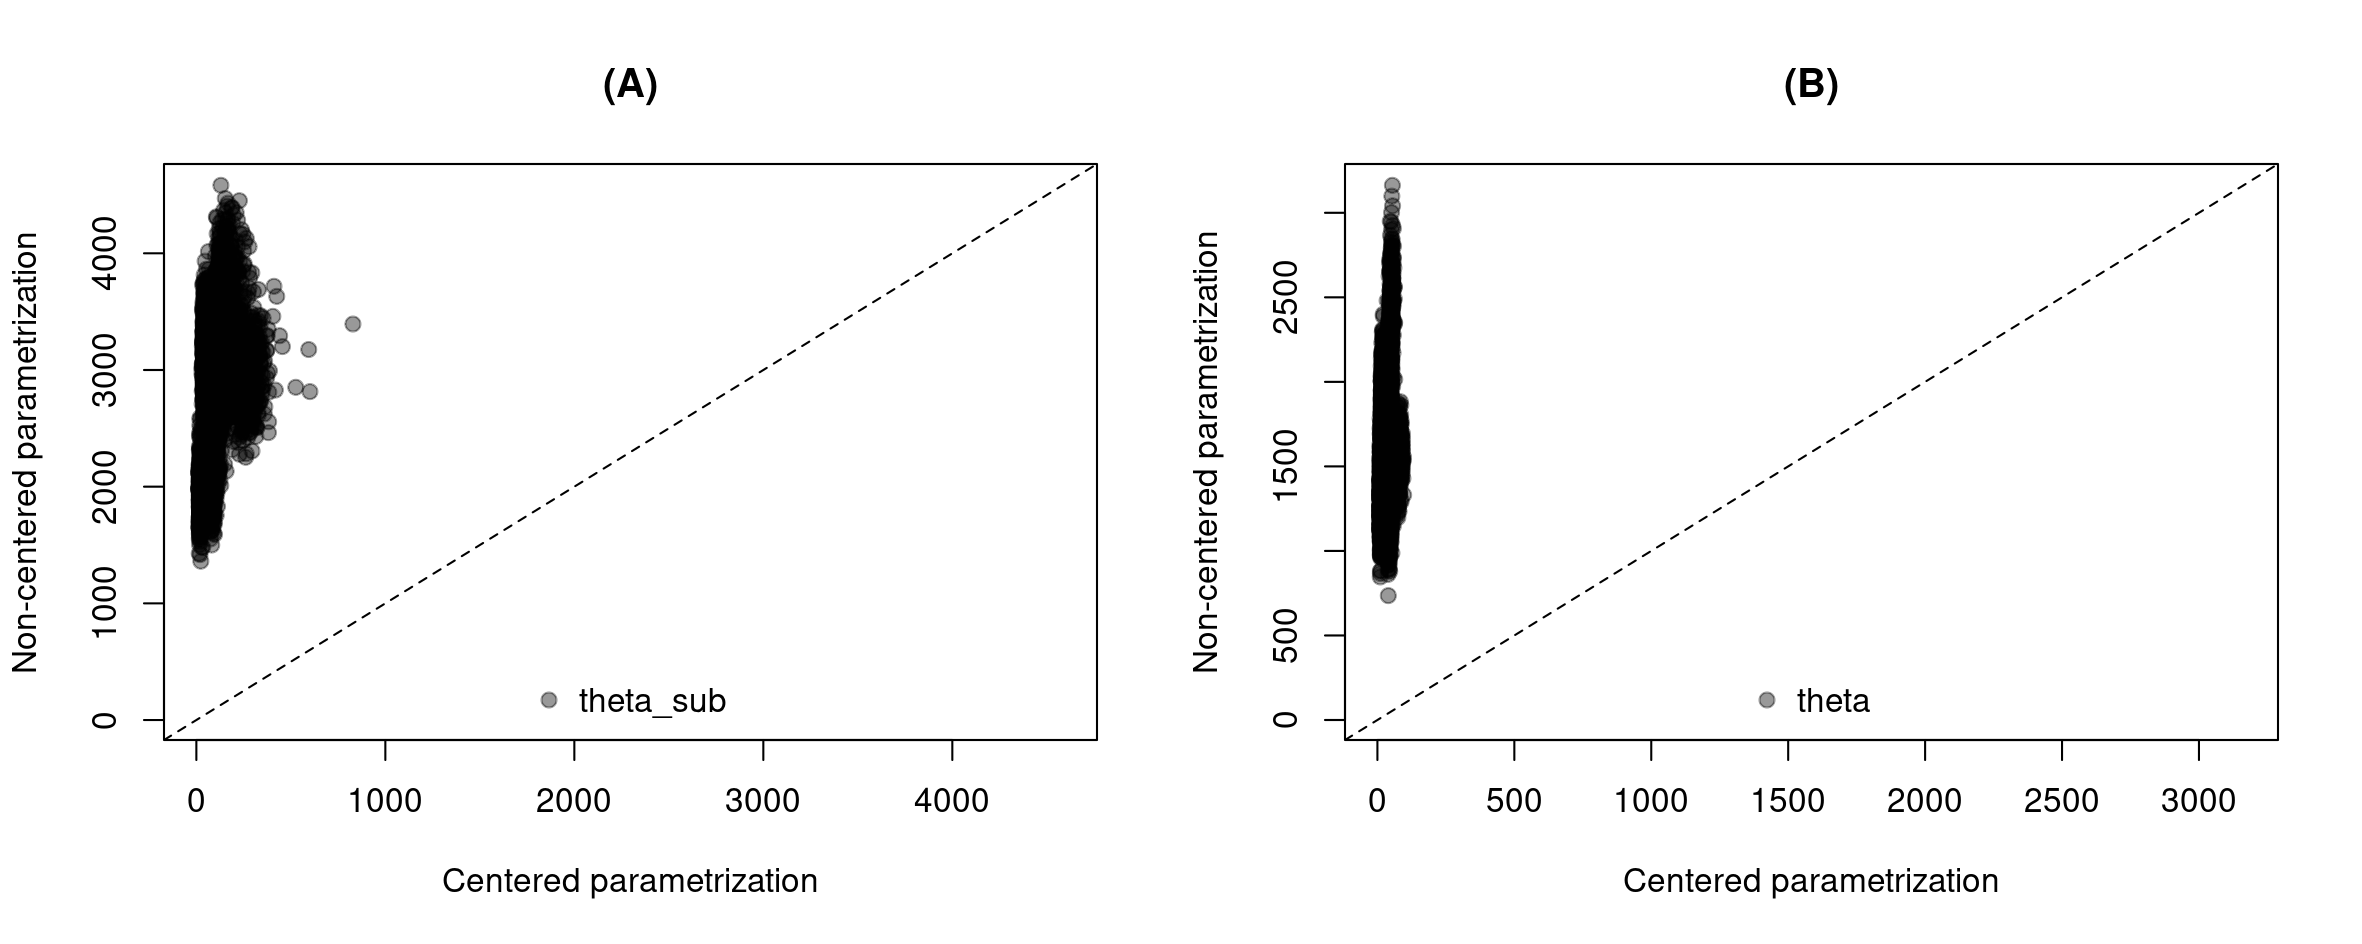 (A)
Non-centered parametrization
4000
3000
2000
1000
0
theta_sub
0 1000 2000 3000 4000
Centered parametrization
(B)
Non-centered parametrization
2500
1500
500
0
theta
0 500 1000 1500 2000 2500 3000
Centered parametrization